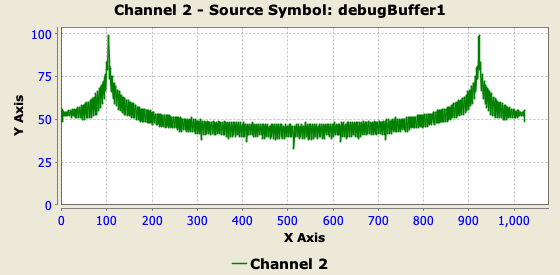 Channel 2 - Source Symbol: debugBuffer1
100
75
50
25
0
Y Axis
0 100 200 300 400 500 600 700 800 900 1,000
X Axis
Channel 2